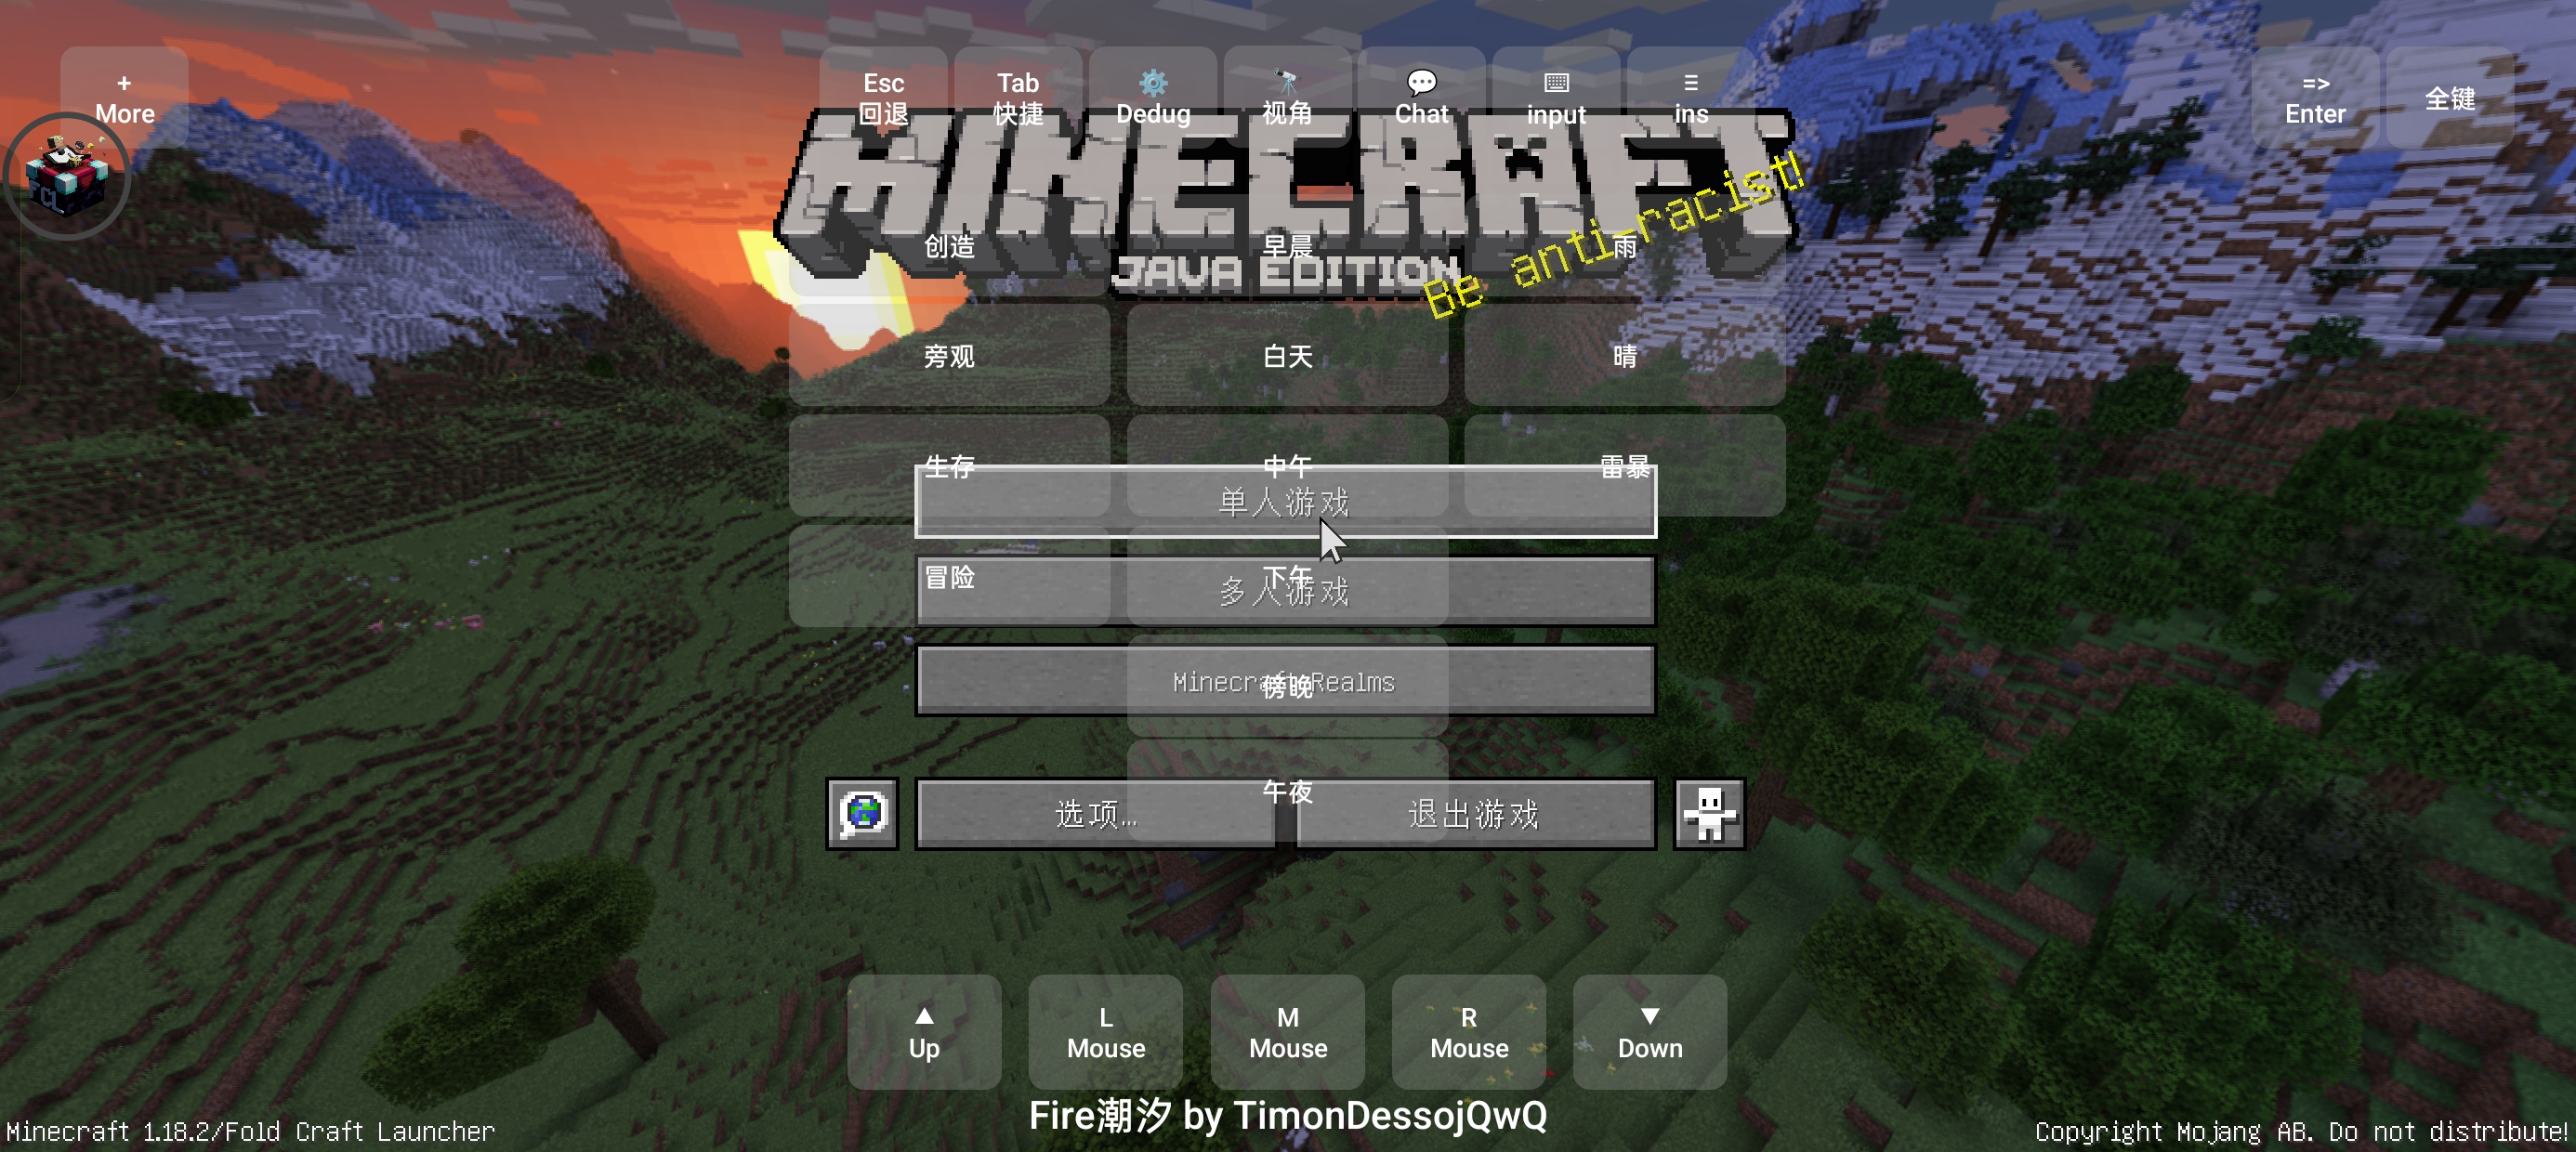 +
More
Esc
回退
Tab
快捷
Dedug
视角
Chat
input
ins
=>
Enter
全键
FCL
MINECRAFT
JAVA EDITION
Be anti-racist!
创造
早晨
雨
旁观
白天
晴
生存
中午
雷暴
单人游戏
冒险
下午
多人游戏
Minecraft Realms
傍晚
午夜
选项...
退出游戏
▲
Up
L
Mouse
M
Mouse
R
Mouse
▼
Down
Fire潮汐 by TimonDessojQwQ
Minecraft 1.18.2/Fold Craft Launcher
Copyright Mojang AB. Do not distribute!